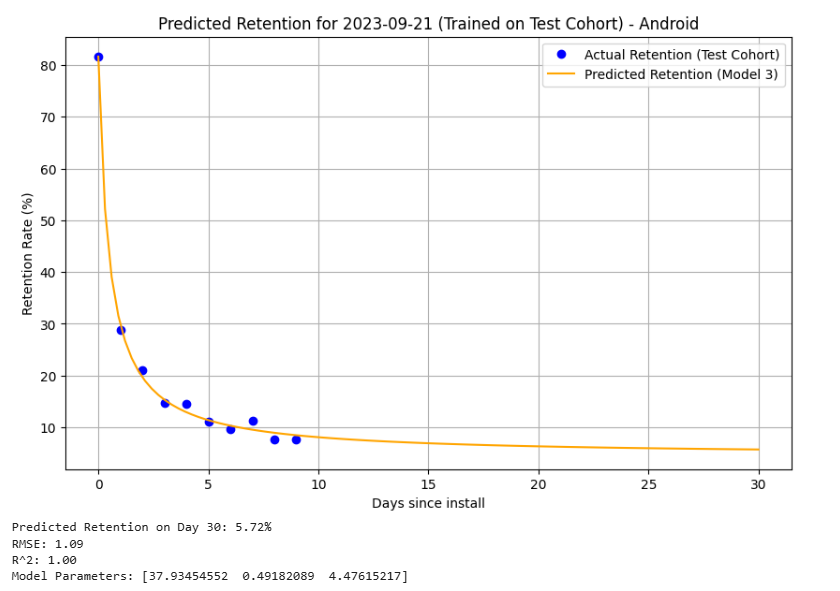 Predicted Retention for 2023-09-21 (Trained on Test Cohort) - Android
Actual Retention (Test Cohort)
Predicted Retention (Model 3)
Retention Rate (%)
80
70
60
50
40
30
20
10
0 5 10 15 20 25 30
Days since install
Predicted Retention on Day 30: 5.72%
RMSE: 1.09
R^2: 1.00
Model Parameters: [37.93454552 0.49182089 4.47615217]